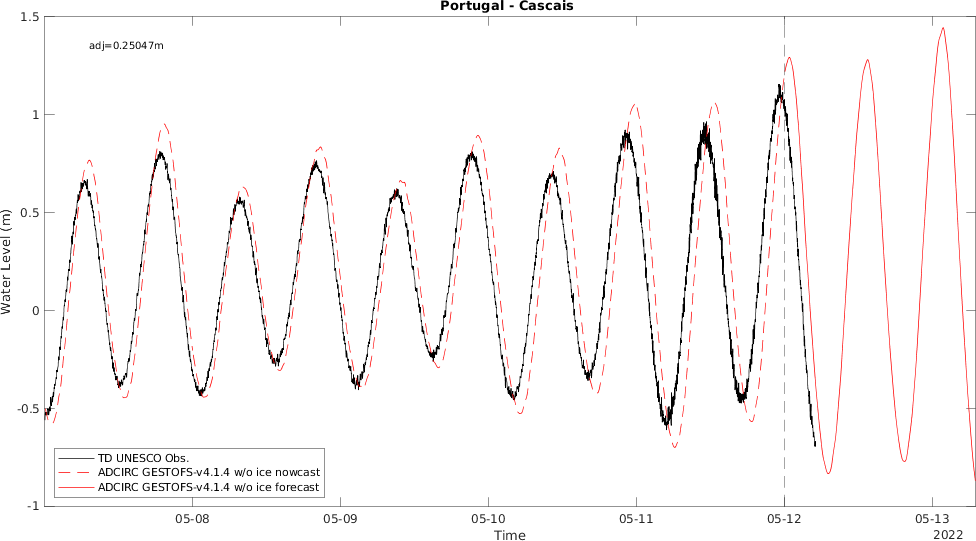 Portugal - Cascais
adj=0.25047m
1.5
1
0.5
0
-0.5
-1
Water Level (m)
TD UNESCO Obs.
ADCIRC GESTOFS-v4.1.4 w/o ice nowcast
ADCIRC GESTOFS-v4.1.4 w/o ice forecast
05-08
05-09
05-10
05-11
05-12
05-13
Time
2022